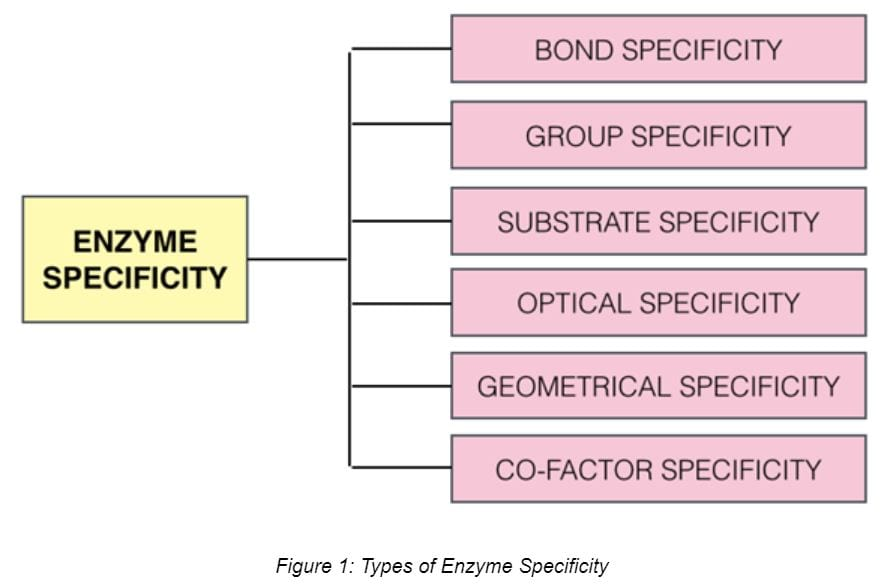 ENZYME
SPECIFICITY
BOND SPECIFICITY
GROUP SPECIFICITY
SUBSTRATE SPECIFICITY
OPTICAL SPECIFICITY
GEOMETRICAL SPECIFICITY
CO-FACTOR SPECIFICITY
Figure 1: Types of Enzyme Specificity